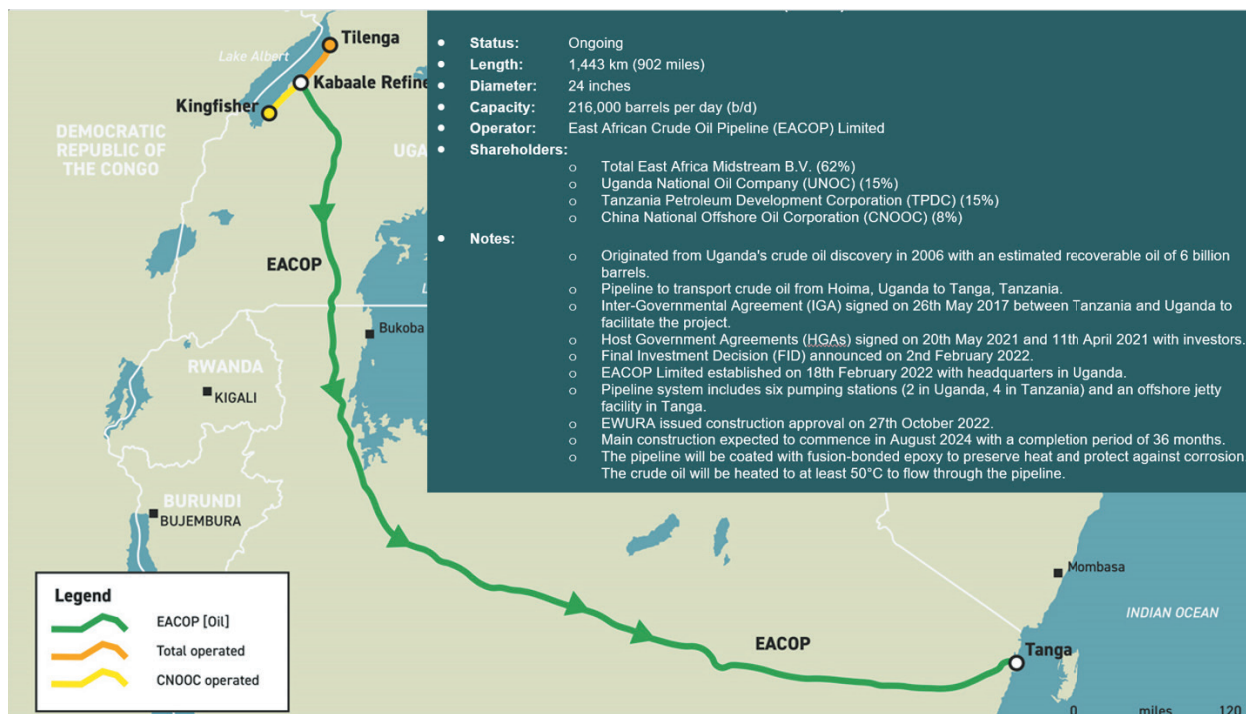 Lake Albert
Tilenga
Kabaale Refine
Kingfisher
DEMOCRATIC
REPUBLIC OF
THE CONGO
UGA
EACOP
Bukoba
RWANDA
KIGALI
BURUNDI
BUJEMBURA
• Status: Ongoing
• Length: 1,443 km (902 miles)
• Diameter: 24 inches
• Capacity: 216,000 barrels per day (b/d)
• Operator: East African Crude Oil Pipeline (EACOP) Limited
• Shareholders:
o Total East Africa Midstream B.V. (62%)
o Uganda National Oil Company (UNOC) (15%)
o Tanzania Petroleum Development Corporation (TPDC) (15%)
o China National Offshore Oil Corporation (CNOOC) (8%)
• Notes:
o Originated from Uganda's crude oil discovery in 2006 with an estimated recoverable oil of 6 billion
barrels.
o Pipeline to transport crude oil from Hoima, Uganda to Tanga, Tanzania.
o Inter-Governmental Agreement (IGA) signed on 26th May 2017 between Tanzania and Uganda to
facilitate the project.
o Host Government Agreements (HGAs) signed on 20th May 2021 and 11th April 2021 with investors.
o Final Investment Decision (FID) announced on 2nd February 2022.
o EACOP Limited established on 18th February 2022 with headquarters in Uganda.
o Pipeline system includes six pumping stations (2 in Uganda, 4 in Tanzania) and an offshore jetty
facility in Tanga.
o EWURA issued construction approval on 27th October 2022.
o Main construction expected to commence in August 2024 with a completion period of 36 months.
o The pipeline will be coated with fusion-bonded epoxy to preserve heat and protect against corrosion.
The crude oil will be heated to at least 50°C to flow through the pipeline.
Mombasa
INDIAN OCEAN
EACOP
Tanga
Legend
EACOP [Oil]
Total operated
CNOOC operated
0 miles 120